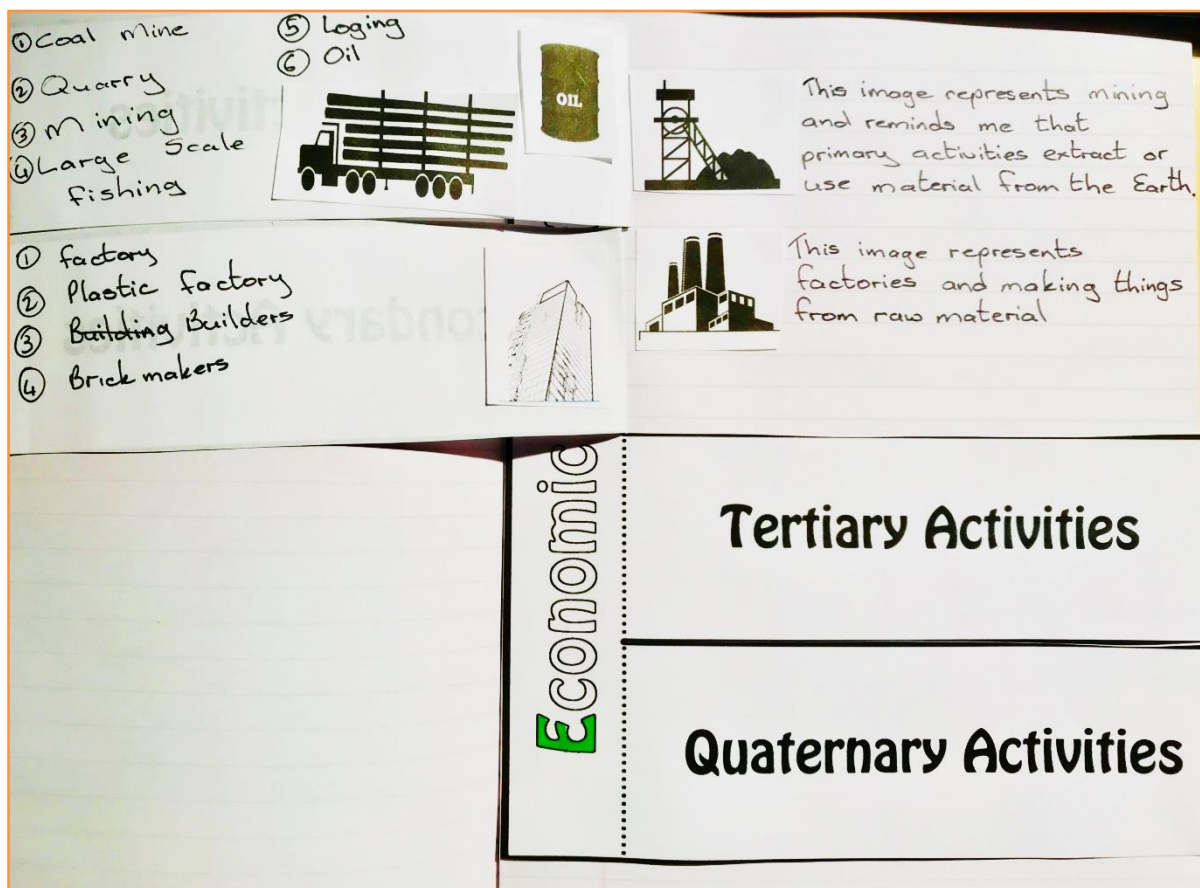 ① Coal Mine
② Quarry
③ Mining
④ Large Scale
fishing
⑤ Loging
⑥ Oil
OIL
This image represents mining
and reminds me that
primary activities extract or
use material from the Earth.
① factory
② Plastic factory
③ Building Builders
④ Brick makers
This image represents
factories and making things
from raw material
Economic
Tertiary Activities
Quaternary Activities